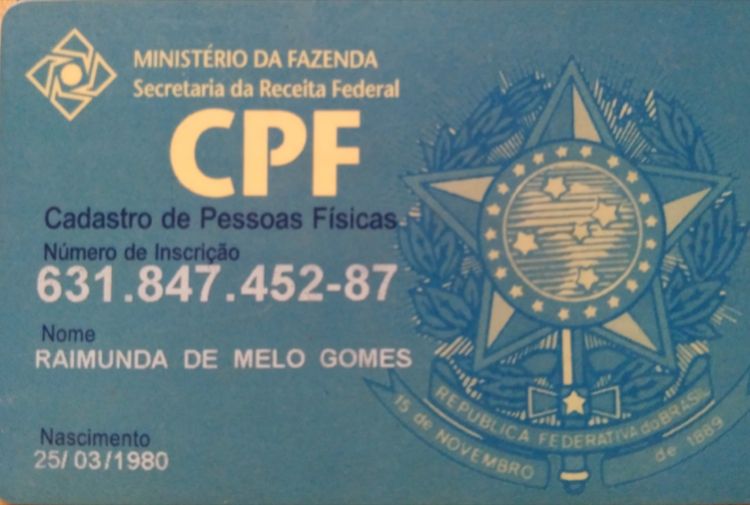 MINISTÉRIO DA FAZENDA
Secretaria da Receita Federal
CPF
Cadastro de Pessoas Físicas
Número de Inscrição
631.847.452-87
Nome
RAIMUNDA DE MELO GOMES
Nascimento
25/ 03/1980
REPUBLICA FEDERATIVA do BRASIL
15 de NOVEMBRO de 1889